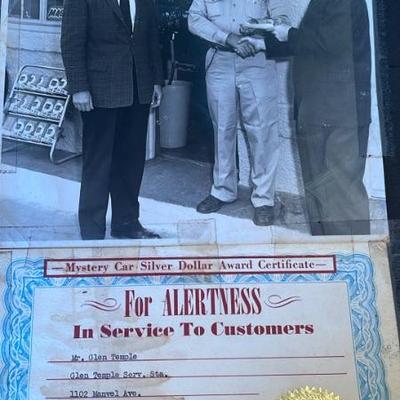 Mystery Car Silver Dollar Award Certificate
For ALERTNESS
In Service To Customers
Mr. Glen Temple
Glen Temple Serv. Sta.
1102 Manvel Ave.